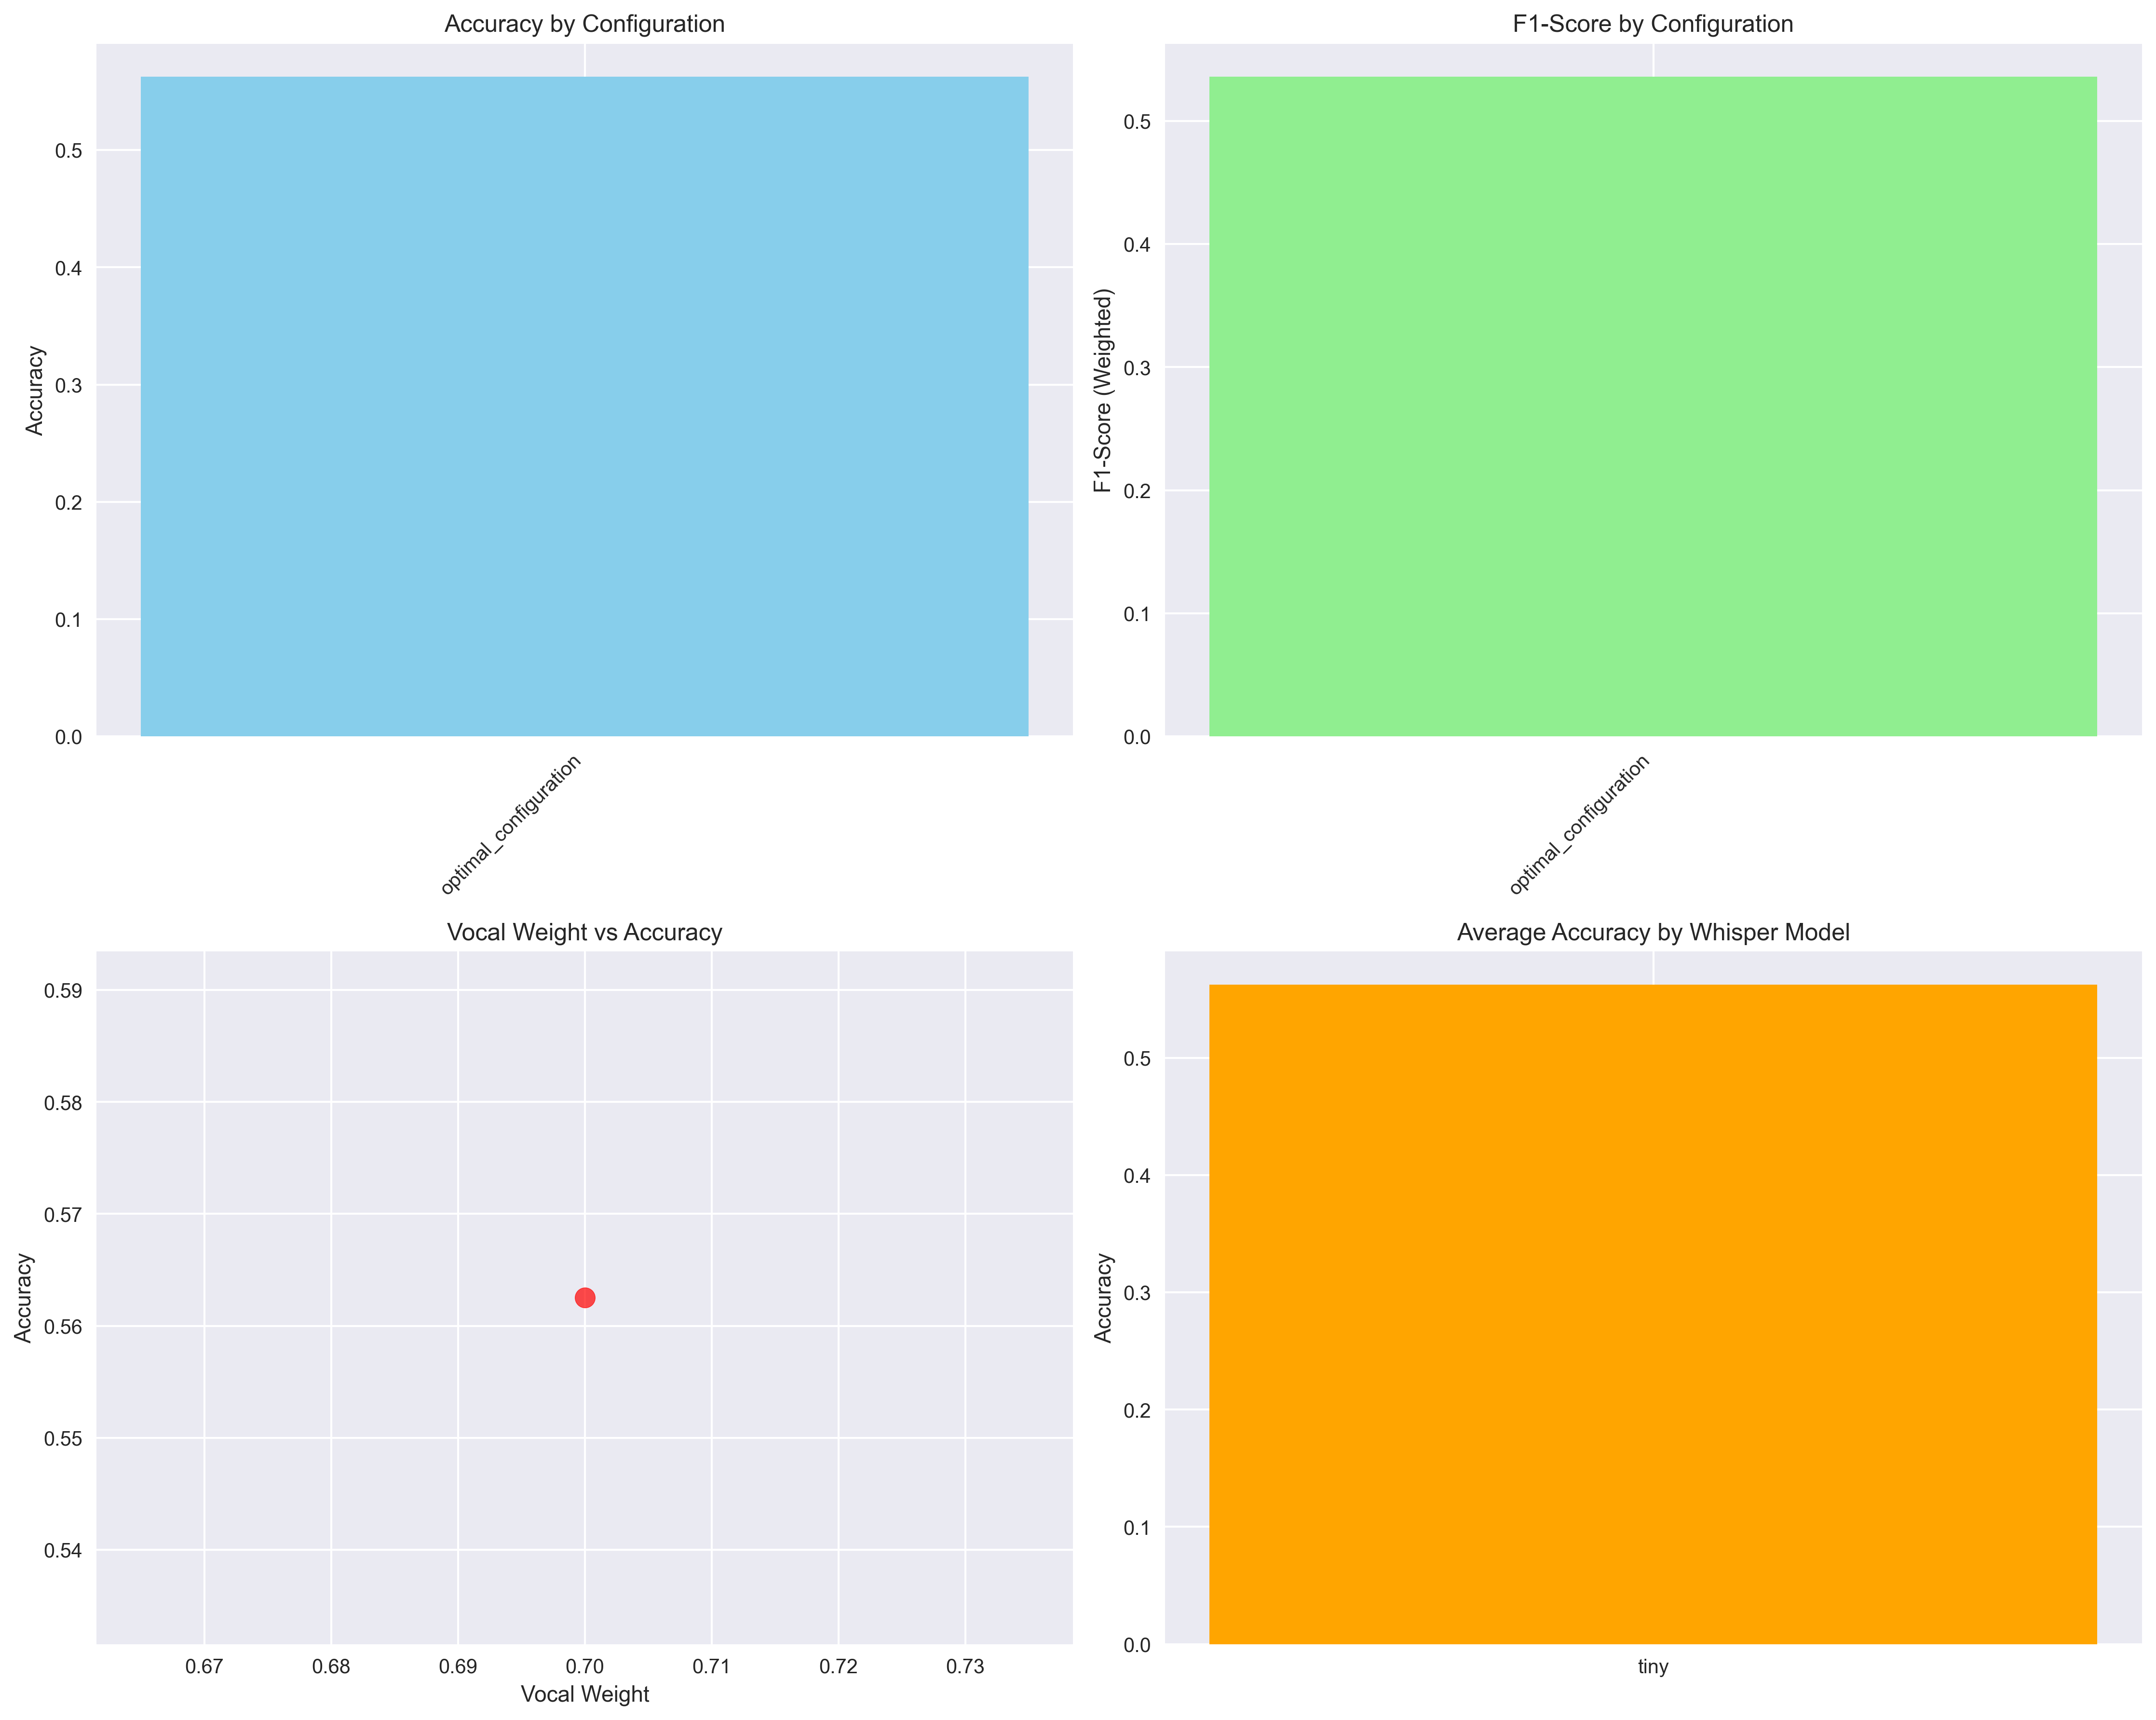 Accuracy by Configuration
Accuracy
0.5
0.4
0.3
0.2
0.1
0.0
optimal_configuration
F1-Score by Configuration
F1-Score (Weighted)
0.5
0.4
0.3
0.2
0.1
0.0
optimal_configuration
Vocal Weight vs Accuracy
Accuracy
0.59
0.58
0.57
0.56
0.55
0.54
0.67 0.68 0.69 0.70 0.71 0.72 0.73
Vocal Weight
Average Accuracy by Whisper Model
Accuracy
0.5
0.4
0.3
0.2
0.1
0.0
tiny